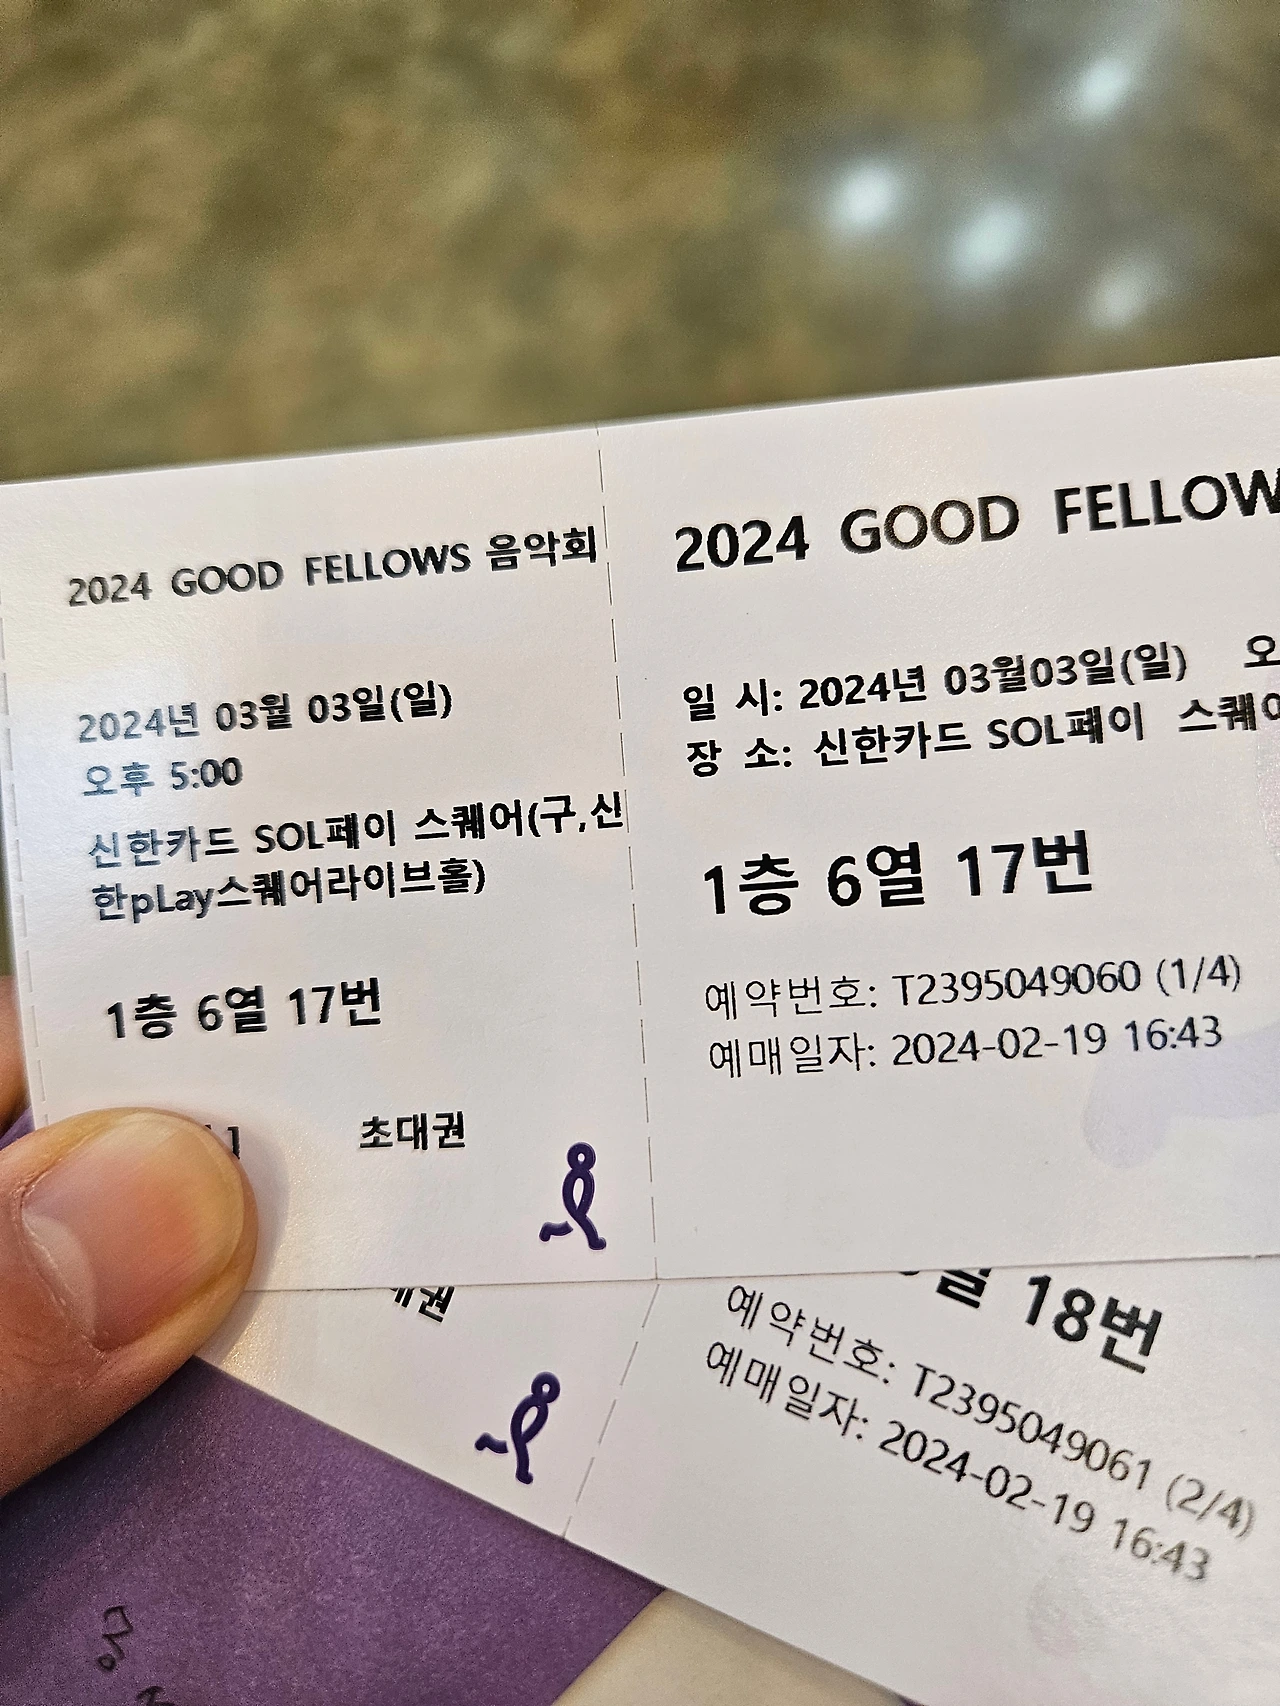 2024 GOOD FELLOWS 음악회
2024년 03월 03일(일)
오후 5:00
신한카드 SOL페이 스퀘어(구,신
한pLay스퀘어라이브홀)
1층 6열 17번
초대권
2024 GOOD FELLOW
일 시: 2024년 03월03일(일) 오
장 소: 신한카드 SOL페이 스퀘어
1층 6열 17번
예약번호: T2395049060 (1/4)
예매일자: 2024-02-19 16:43
18번
예약번호: T2395049061 (2/4)
예매일자: 2024-02-19 16:43